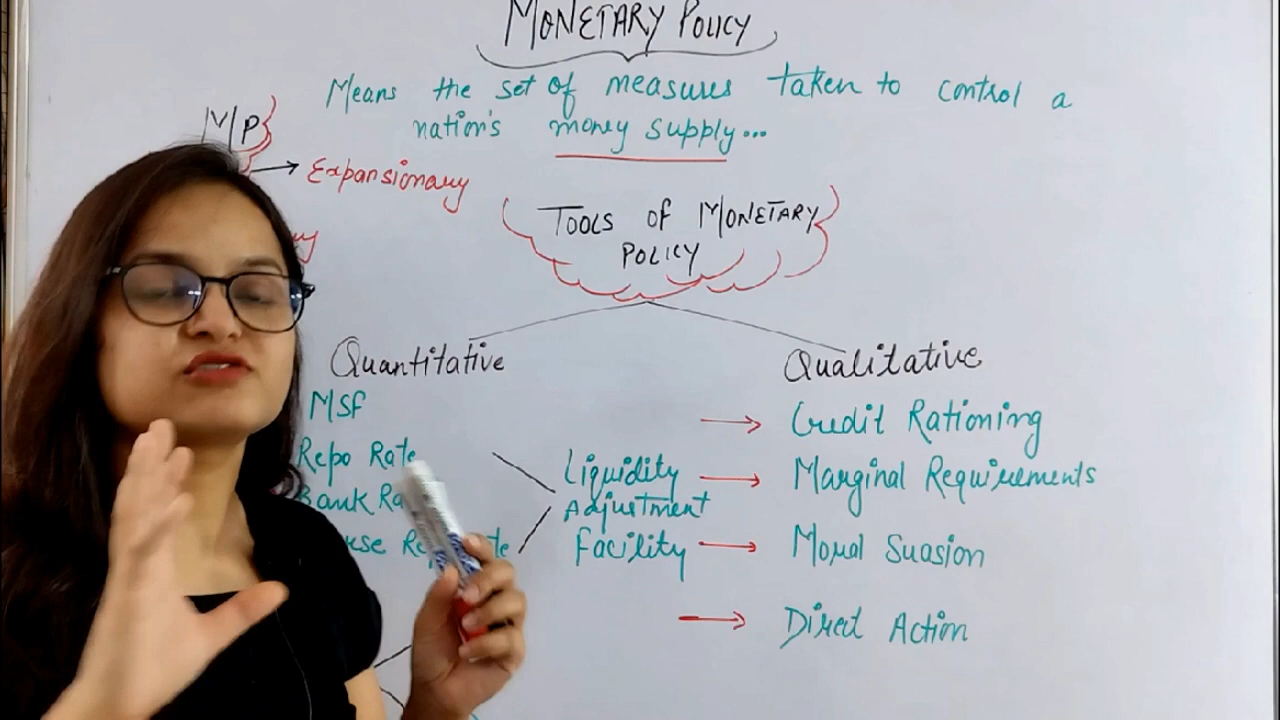 MONETARY POLICY
Means the set of measures taken to control a
nation's money supply...
M/P
→ Expansionary
TOOLS OF MONETARY
POLICY
Quantitative
Qualitative
MSF
→ Credit Rationing
Repo Rate
Liquidity
→ Marginal Requirements
Bank
Adjustment
Facility
→ Moral Suasion
→ Direct Action